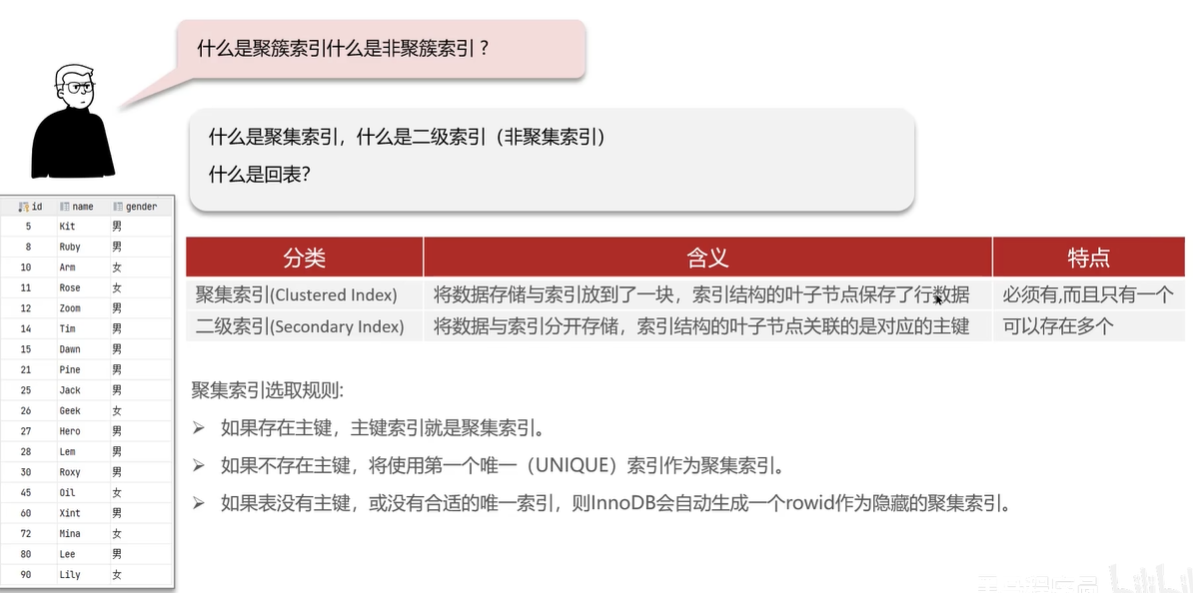 什么是聚簇索引什么是非聚簇索引？
什么是聚集索引，什么是二级索引（非聚集索引）
什么是回表？
id name gender
5 Kit 男
8 Ruby 男
10 Arm 女
11 Rose 女
12 Zoom 男
14 Tim 男
15 Dawn 男
21 Pine 男
25 Jack 男
26 Geek 女
27 Hero 男
28 Lem 男
30 Roxy 男
45 Oil 女
60 Xint 男
72 Mina 女
80 Lee 男
90 Lily 女
分类 含义 特点
聚集索引(Clustered Index) 将数据存储与索引放到了一块，索引结构的叶子节点保存了行数据 必须有,而且只有一个
二级索引(Secondary Index) 将数据与索引分开存储，索引结构的叶子节点关联的是对应的主键 可以存在多个
聚集索引选取规则:
如果存在主键，主键索引就是聚集索引。
如果不存在主键，将使用第一个唯一（UNIQUE）索引作为聚集索引。
如果表没有主键，或没有合适的唯一索引，则InnoDB会自动生成一个rowid作为隐藏的聚集索引。